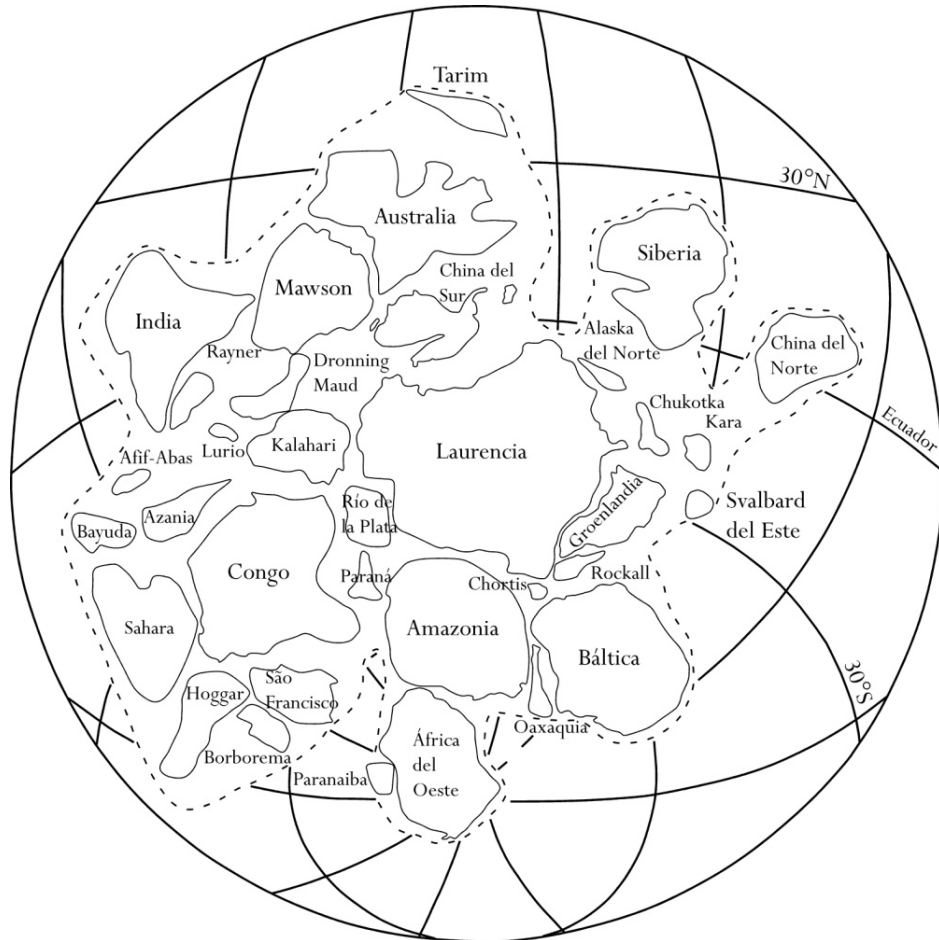 Tarim
30°N
Australia
Siberia
China del
Sur
Mawson
India
Alaska
del Norte
China del
Norte
Rayner
Dronning
Maud
Chukotka
Kara
Ecuador
Afif-Abas
Lurio
Kalahari
Laurencia
Bayuda
Azania
Río de
la Plata
Groenlandia
Svalbard
del Este
Congo
Paraná
Chortis
Rockall
Sahara
Amazonia
Báltica
30°S
Hoggar
São
Francisco
Oaxaquia
Borborema
Paranaiba
África
del
Oeste